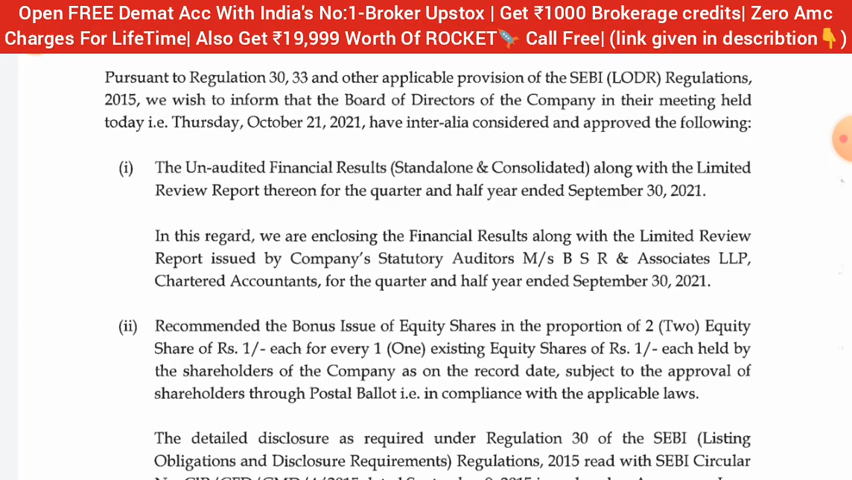 Open FREE Demat Acc With India's No:1-Broker Upstox | Get ₹1000 Brokerage credits| Zero Amc
Charges For LifeTime| Also Get ₹19,999 Worth Of ROCKET🚀 Call Free| (link given in describtion👇)
Pursuant to Regulation 30, 33 and other applicable provision of the SEBI (LODR) Regulations,
2015, we wish to inform that the Board of Directors of the Company in their meeting held
today i.e. Thursday, October 21, 2021, have inter-alia considered and approved the following:
(i) The Un-audited Financial Results (Standalone & Consolidated) along with the Limited
Review Report thereon for the quarter and half year ended September 30, 2021.
In this regard, we are enclosing the Financial Results along with the Limited Review
Report issued by Company's Statutory Auditors M/s B S R & Associates LLP,
Chartered Accountants, for the quarter and half year ended September 30, 2021.
(ii) Recommended the Bonus Issue of Equity Shares in the proportion of 2 (Two) Equity
Share of Rs. 1/- each for every 1 (One) existing Equity Shares of Rs. 1/- each held by
the shareholders of the Company as on the record date, subject to the approval of
shareholders through Postal Ballot i.e. in compliance with the applicable laws.
The detailed disclosure as required under Regulation 30 of the SEBI (Listing
Obligations and Disclosure Requirements) Regulations, 2015 read with SEBI Circular